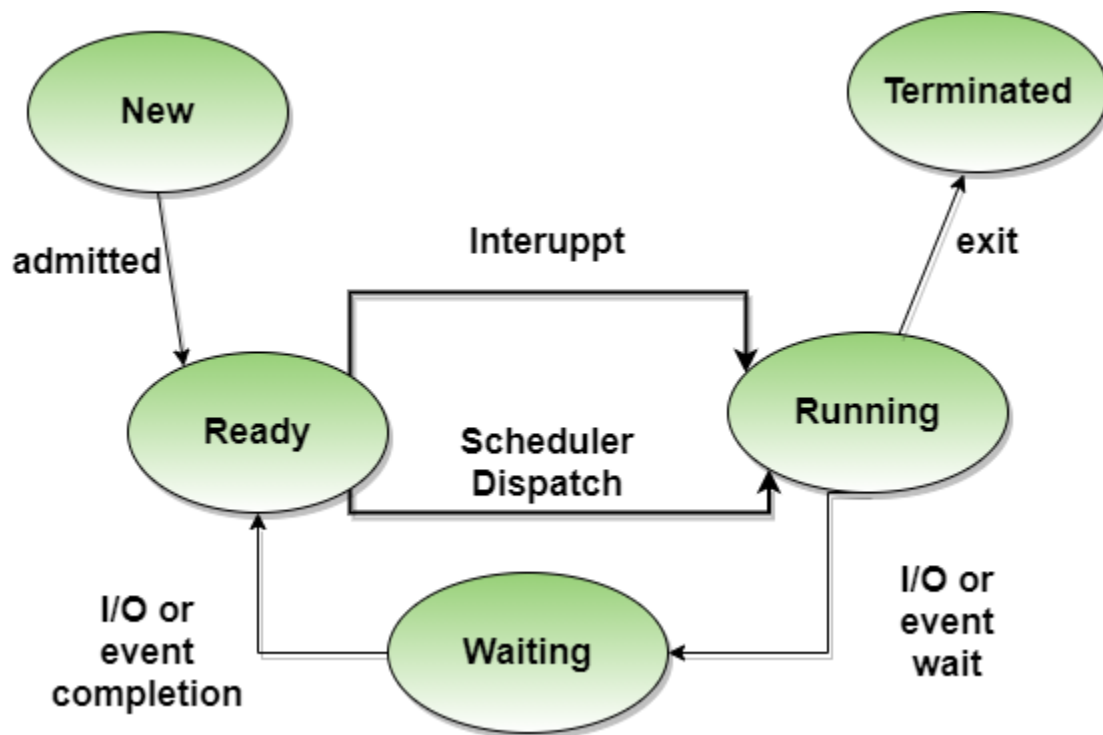 New
Terminated
admitted
Interuppt
exit
Ready
Running
Scheduler
Dispatch
I/O or
event
completion
Waiting
I/O or
event
wait